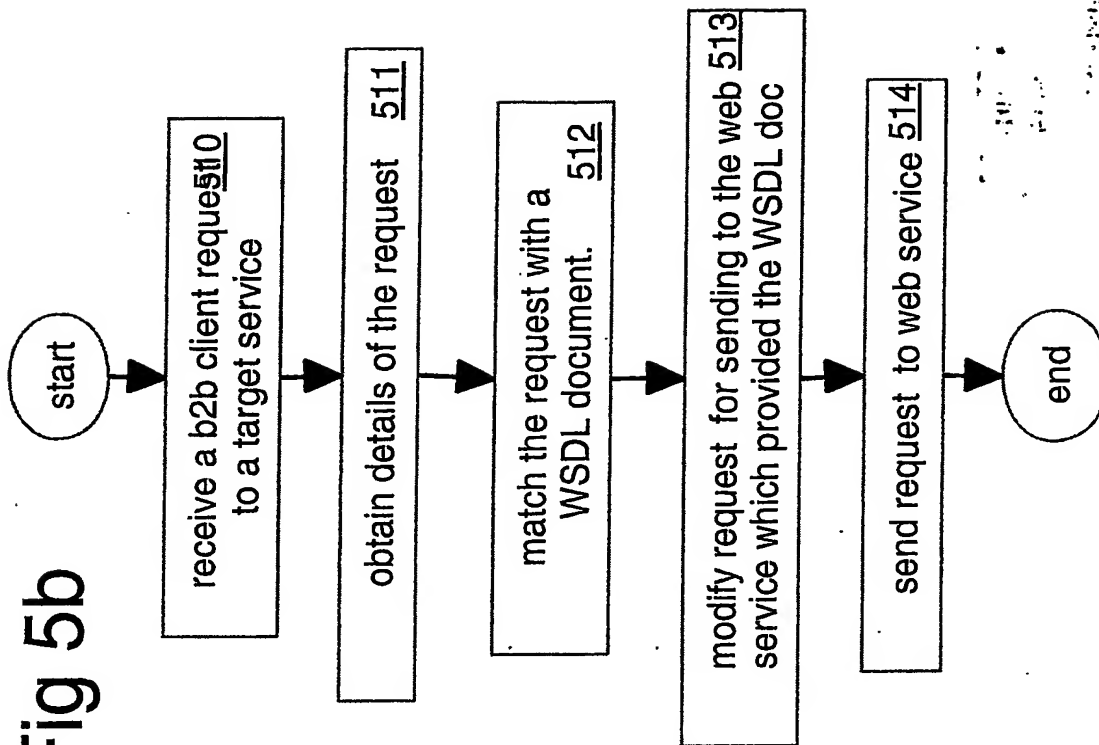 Fig 5b
start
receive a b2b client request 510
to a target service
obtain details of the request 511
match the request with a
WSDL document. 512
modify request for sending to the web 513
service which provided the WSDL doc
send request to web service 514
end